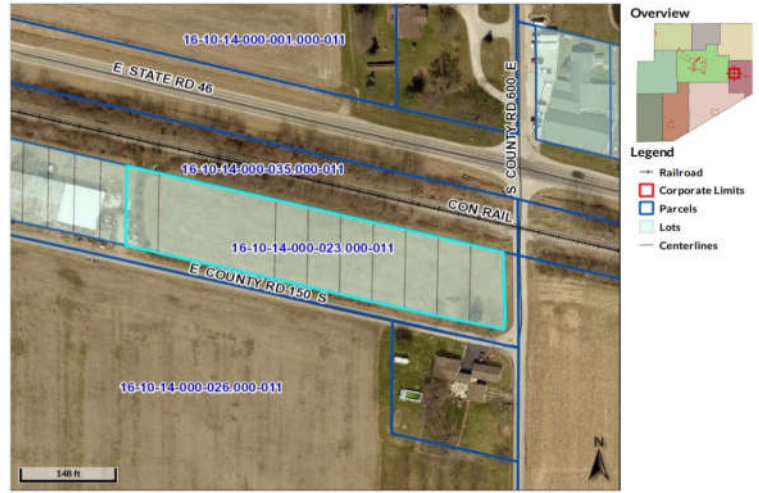 16-10-14-000-001.000-011
E STATE RD 46
S COUNTY RD 600 E
16-10-14-000-035.000-011
CON-RAIL
16-10-14-000-023.000-011
E COUNTY RD 150 S
16-10-14-000-026.000-011
148 ft
N
Overview
Legend
Railroad
Corporate Limits
Parcels
Lots
Centerlines